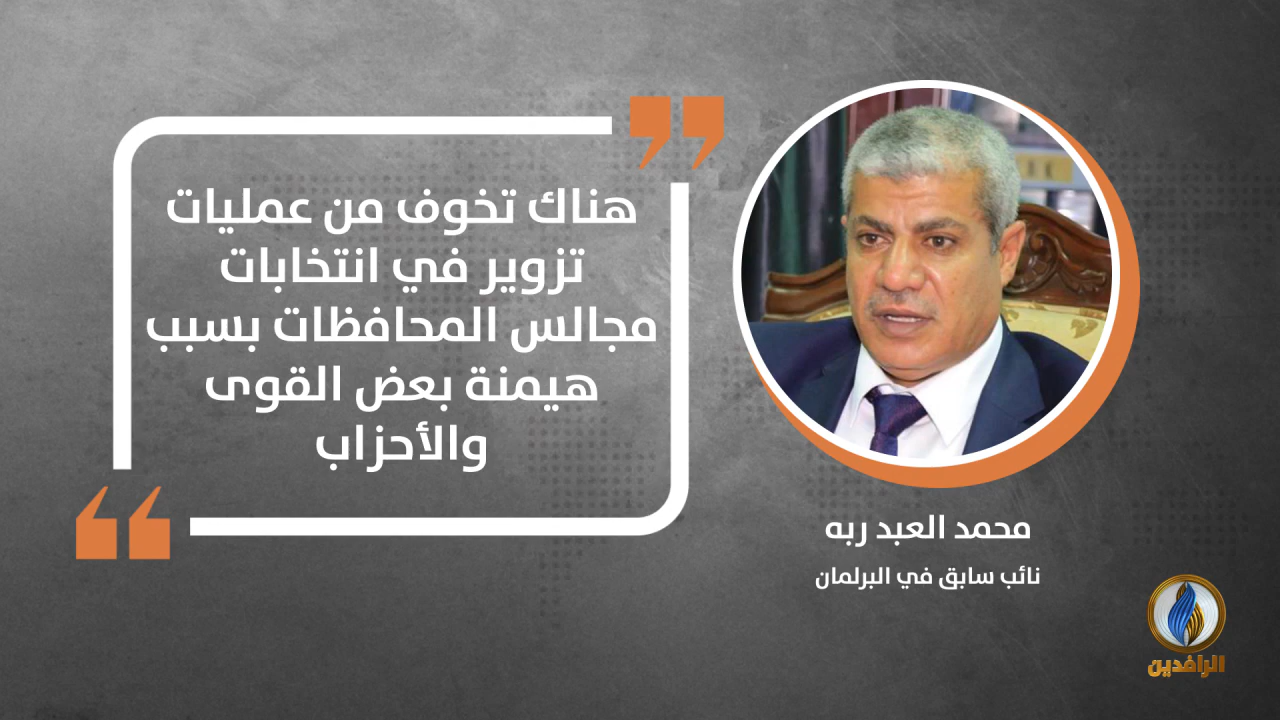 هناك تخوف من عمليات
تزوير في انتخابات
مجالس المحافظات بسبب
هيمنة بعض القوى
والأحزاب
محمد العبد ربه
نائب سابق في البرلمان
الرافدين